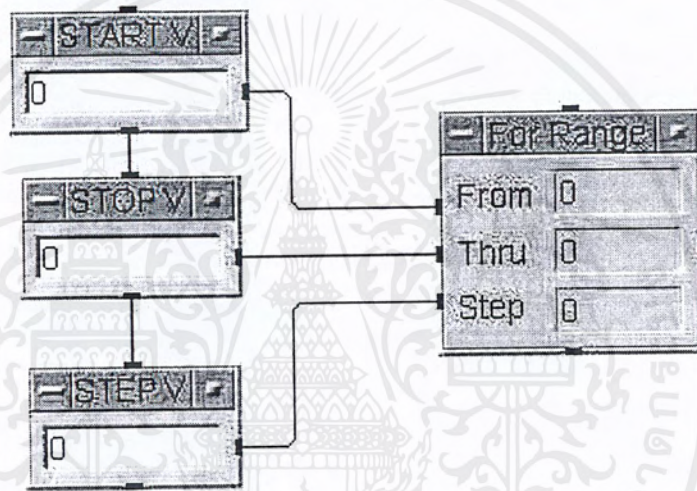 START V
0
STOP V
0
STEP V
0
For Range
From 0
Thru 0
Step 0